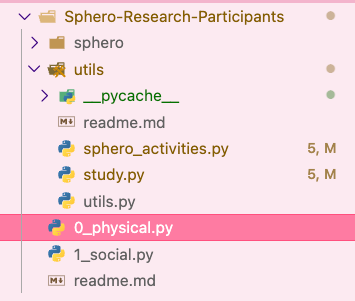 Sphero-Research-Participants
sphero
utils
__pycache__
readme.md
sphero_activities.py 5, M
study.py 5, M
utils.py
0_physical.py
1_social.py
readme.md